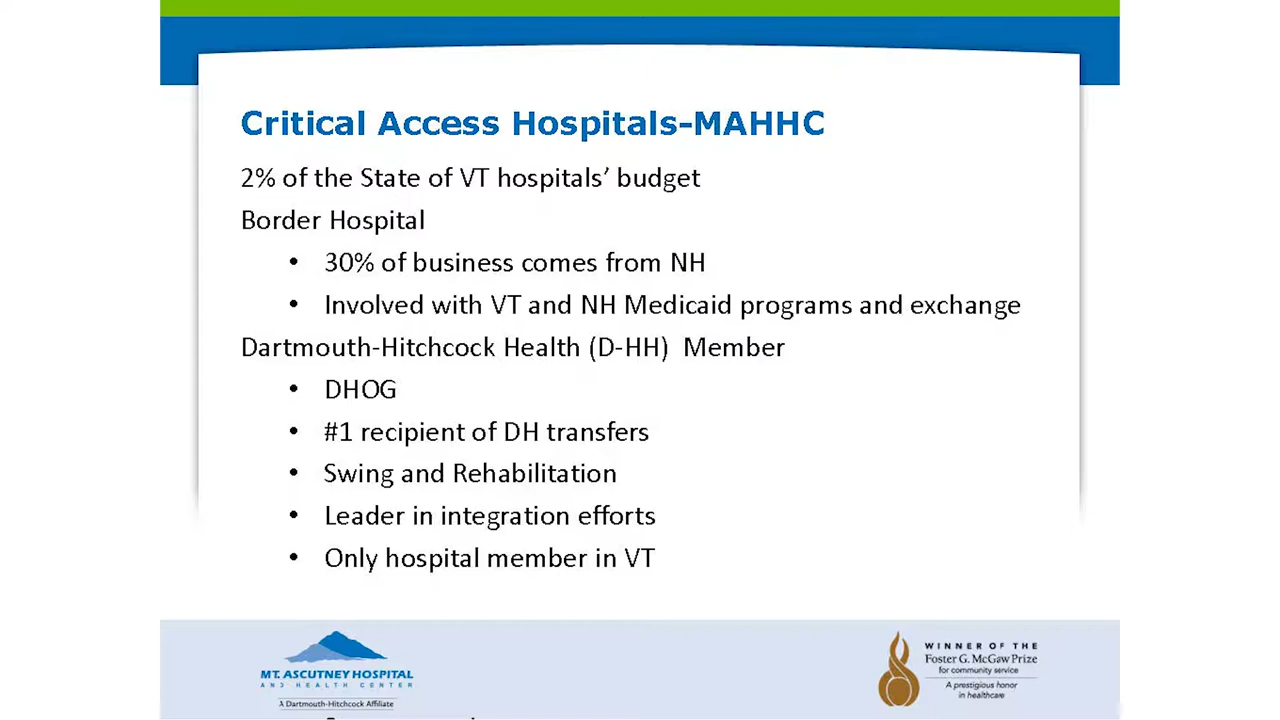 Critical Access Hospitals-MAHHC
2% of the State of VT hospitals’ budget
Border Hospital
• 30% of business comes from NH
• Involved with VT and NH Medicaid programs and exchange
Dartmouth-Hitchcock Health (D-HH) Member
• DHOG
• #1 recipient of DH transfers
• Swing and Rehabilitation
• Leader in integration efforts
• Only hospital member in VT
MT. ASCUTNEY HOSPITAL
AND HEALTH CENTER
A Dartmouth-Hitchcock Affiliate
WINNER OF THE
Foster G. McGaw Prize
for community service
A prestigious honor
in healthcare